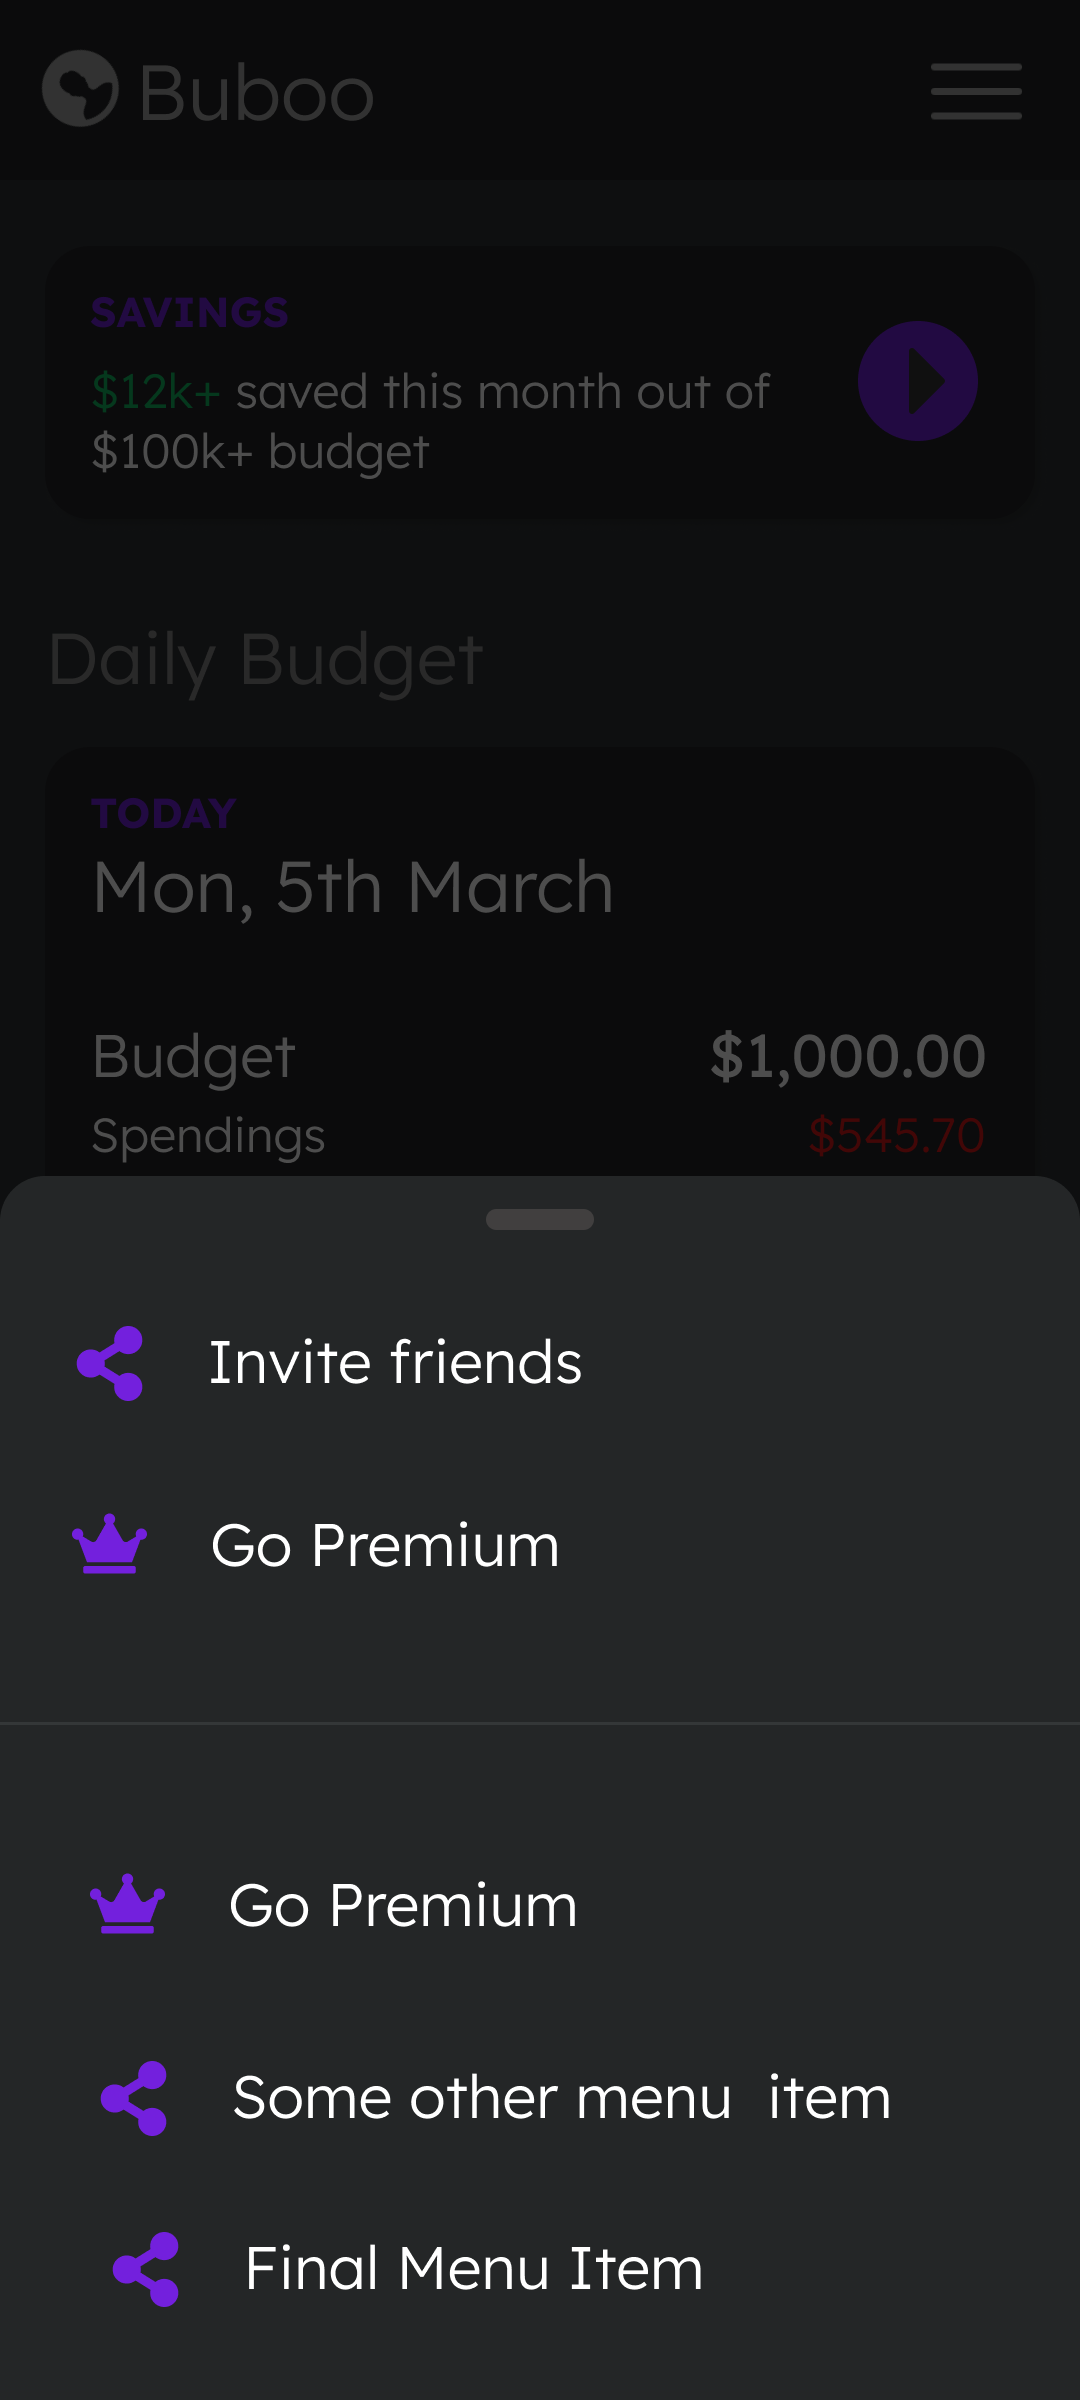 Buboo
SAVINGS
$12k+ saved this month out of
$100k+ budget
Daily Budget
TODAY
Mon, 5th March
Budget $1,000.00
Spendings $545.70
Invite friends
Go Premium
Go Premium
Some other menu  item
Final Menu Item